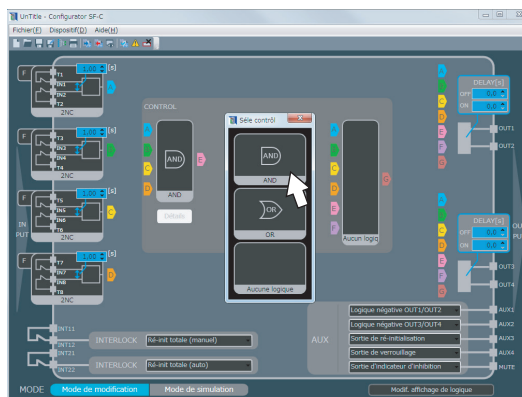 UnTitle - Configurator SF-C
Fichier(F) Dispositif(D) Aide(H)
F
T1
IN1
IN2
T2
1,00 [s]
A
2NC
F
T3
IN3
IN4
T4
1,00 [s]
B
2NC
F
T5
IN5
IN6
T6
1,00 [s]
C
2NC
F
T7
IN7
IN8
T8
1,00 [s]
D
2NC
IN
PUT
CONTROL
A
B
C
D
AND
AND
E
Détails
Séle contrôl
AND
AND
OR
OR
Aucune logique
A
B
C
D
E
F
G
Aucun logiq
A
B
C
D
E
F
G
DELAY[s]
OFF 0,0
ON 0,0
OUT1
OUT2
A
B
C
D
E
F
G
DELAY[s]
OFF 0,0
ON 0,0
OUT3
OUT4
OU
PU
INT11
INT12
INTERLOCK Ré-init totale (manuel)
INT21
INT22
INTERLOCK Ré-init totale (auto)
AUX
Logique négative OUT1/OUT2 AUX1
Logique négative OUT3/OUT4 AUX2
Sortie de ré-initialisation AUX3
Sortie de verrouillage AUX4
Sortie d'indicateur d'inhibition MUTE
MODE Mode de modification Mode de simulation Modif. affichage de logique